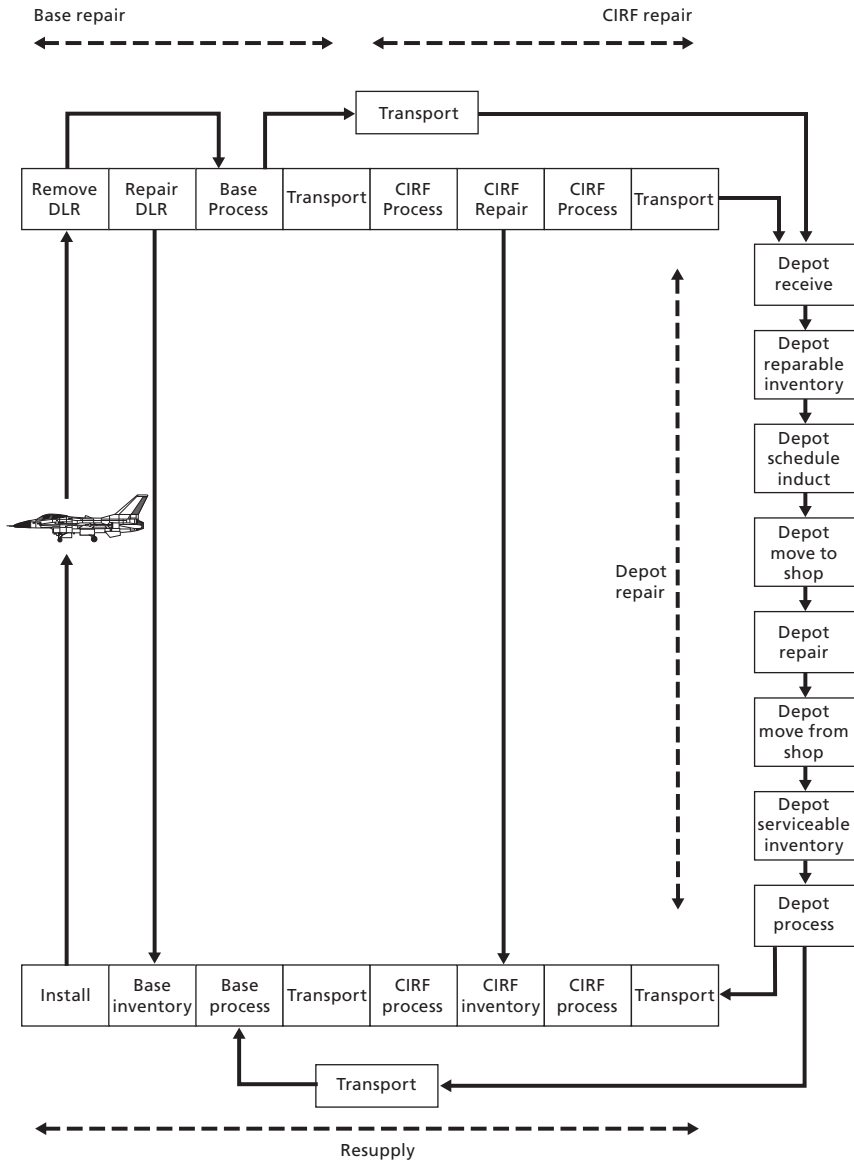 Base repair
CIRF repair
Transport
Remove
DLR
Repair
DLR
Base
Process
Transport
CIRF
Process
CIRF
Repair
CIRF
Process
Transport
Depot
receive
Depot
reparable
inventory
Depot
schedule
induct
Depot
move to
shop
Depot
repair
Depot
repair
Depot
move from
shop
Depot
serviceable
inventory
Depot
process
Install
Base
inventory
Base
process
Transport
CIRF
process
CIRF
inventory
CIRF
process
Transport
Transport
Resupply